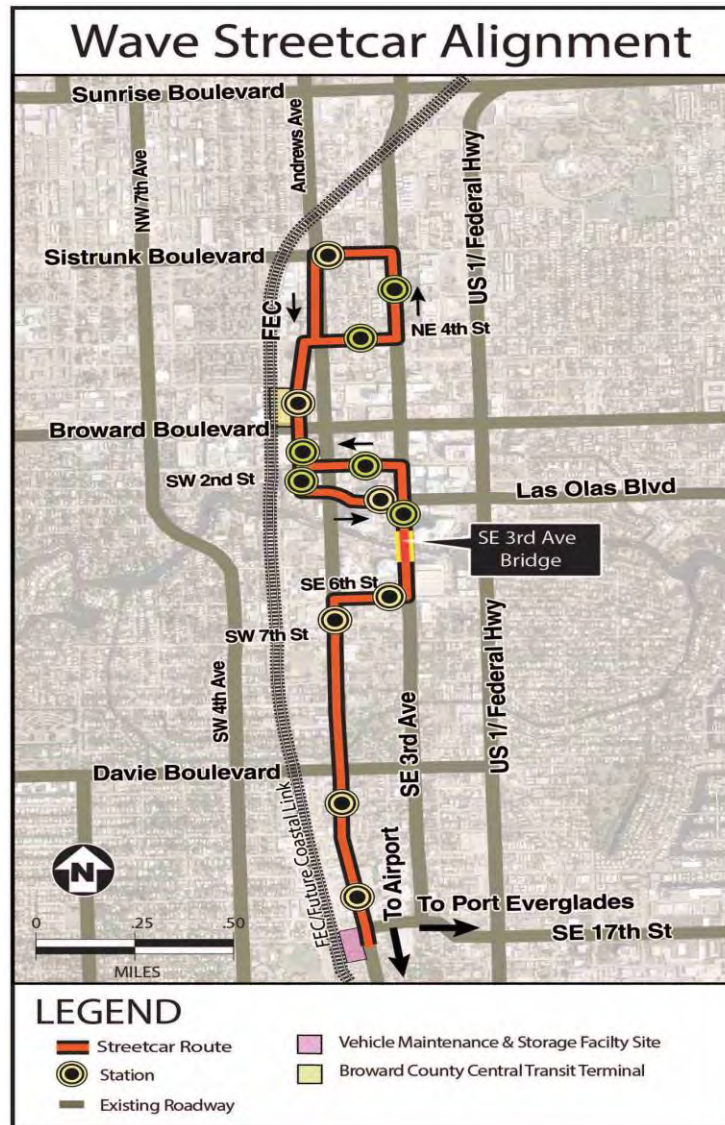 Wave Streetcar Alignment
Sunrise Boulevard
Andrews Ave
NW 7th Ave
US 1/ Federal Hwy
Sistrunk Boulevard
FEC
NE 4th St
Broward Boulevard
SW 2nd St
Las Olas Blvd
SE 3rd Ave
Bridge
SE 6th St
SW 7th St
SW 4th Ave
SE 3rd Ave
US 1/ Federal Hwy
Davie Boulevard
FEC/Future Coastal Link
To Airport
To Port Everglades
SE 17th St
N
0 .25 .50
MILES
LEGEND
Streetcar Route
Station
Existing Roadway
Vehicle Maintenance & Storage Facilty Site
Broward County Central Transit Terminal